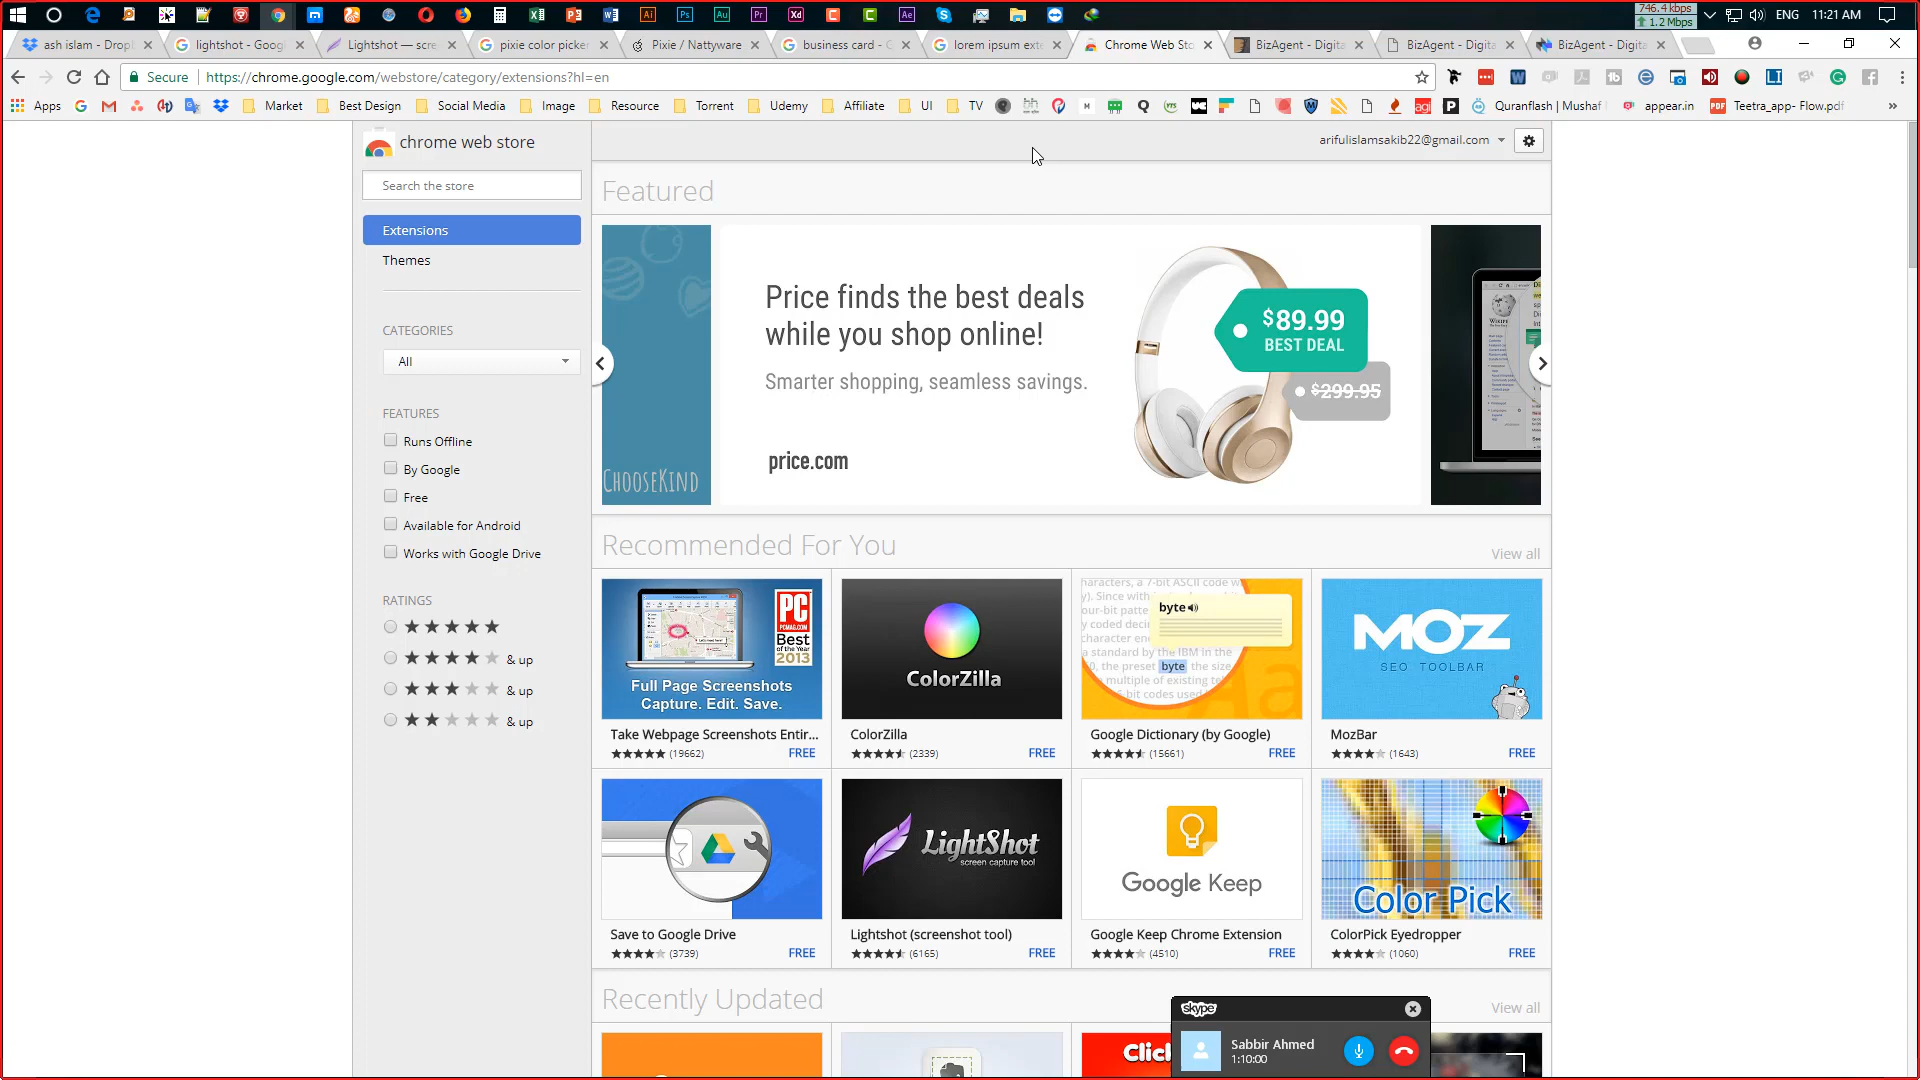 746.4 kbps
1.2 Mbps
ENG
11:21 AM
ash islam - Drop
lightshot - Goog
Lightshot — scre
pixie color picker
Pixie / Nattyware
business card - G
lorem ipsum exte
Chrome Web Sto
BizAgent - Digita
BizAgent - Digita
BizAgent - Digita
Secure
https://chrome.google.com/webstore/category/extensions?hl=en
Apps
Market
Best Design
Social Media
Image
Resource
Torrent
Udemy
Affiliate
UI
TV
Quranflash | Mushaf
appear.in
Teetra_app- Flow.pdf
chrome web store
arifulislamsakib22@gmail.com
Search the store
Extensions
Themes
CATEGORIES
All
FEATURES
Runs Offline
By Google
Free
Available for Android
Works with Google Drive
RATINGS
& up
& up
& up
Featured
CHOOSEKIND
Price finds the best deals
while you shop online!
Smarter shopping, seamless savings.
price.com
$89.99
BEST DEAL
$299.95
Recommended For You
View all
PC
PCMAG.COM
Best
of the Year
2013
Full Page Screenshots
Capture. Edit. Save.
Take Webpage Screenshots Entir...
(19662)
FREE
ColorZilla
ColorZilla
(2339)
FREE
byte
byte
Google Dictionary (by Google)
(15661)
FREE
MOZ
SEO TOOLBAR
MozBar
(1643)
FREE
Save to Google Drive
(3739)
FREE
LightShot
screen capture tool
Lightshot (screenshot tool)
(6165)
FREE
Google Keep
Google Keep Chrome Extension
(4510)
FREE
Color Pick
ColorPick Eyedropper
(1060)
FREE
Recently Updated
View all
Click
skype
Sabbir Ahmed
1:10:00